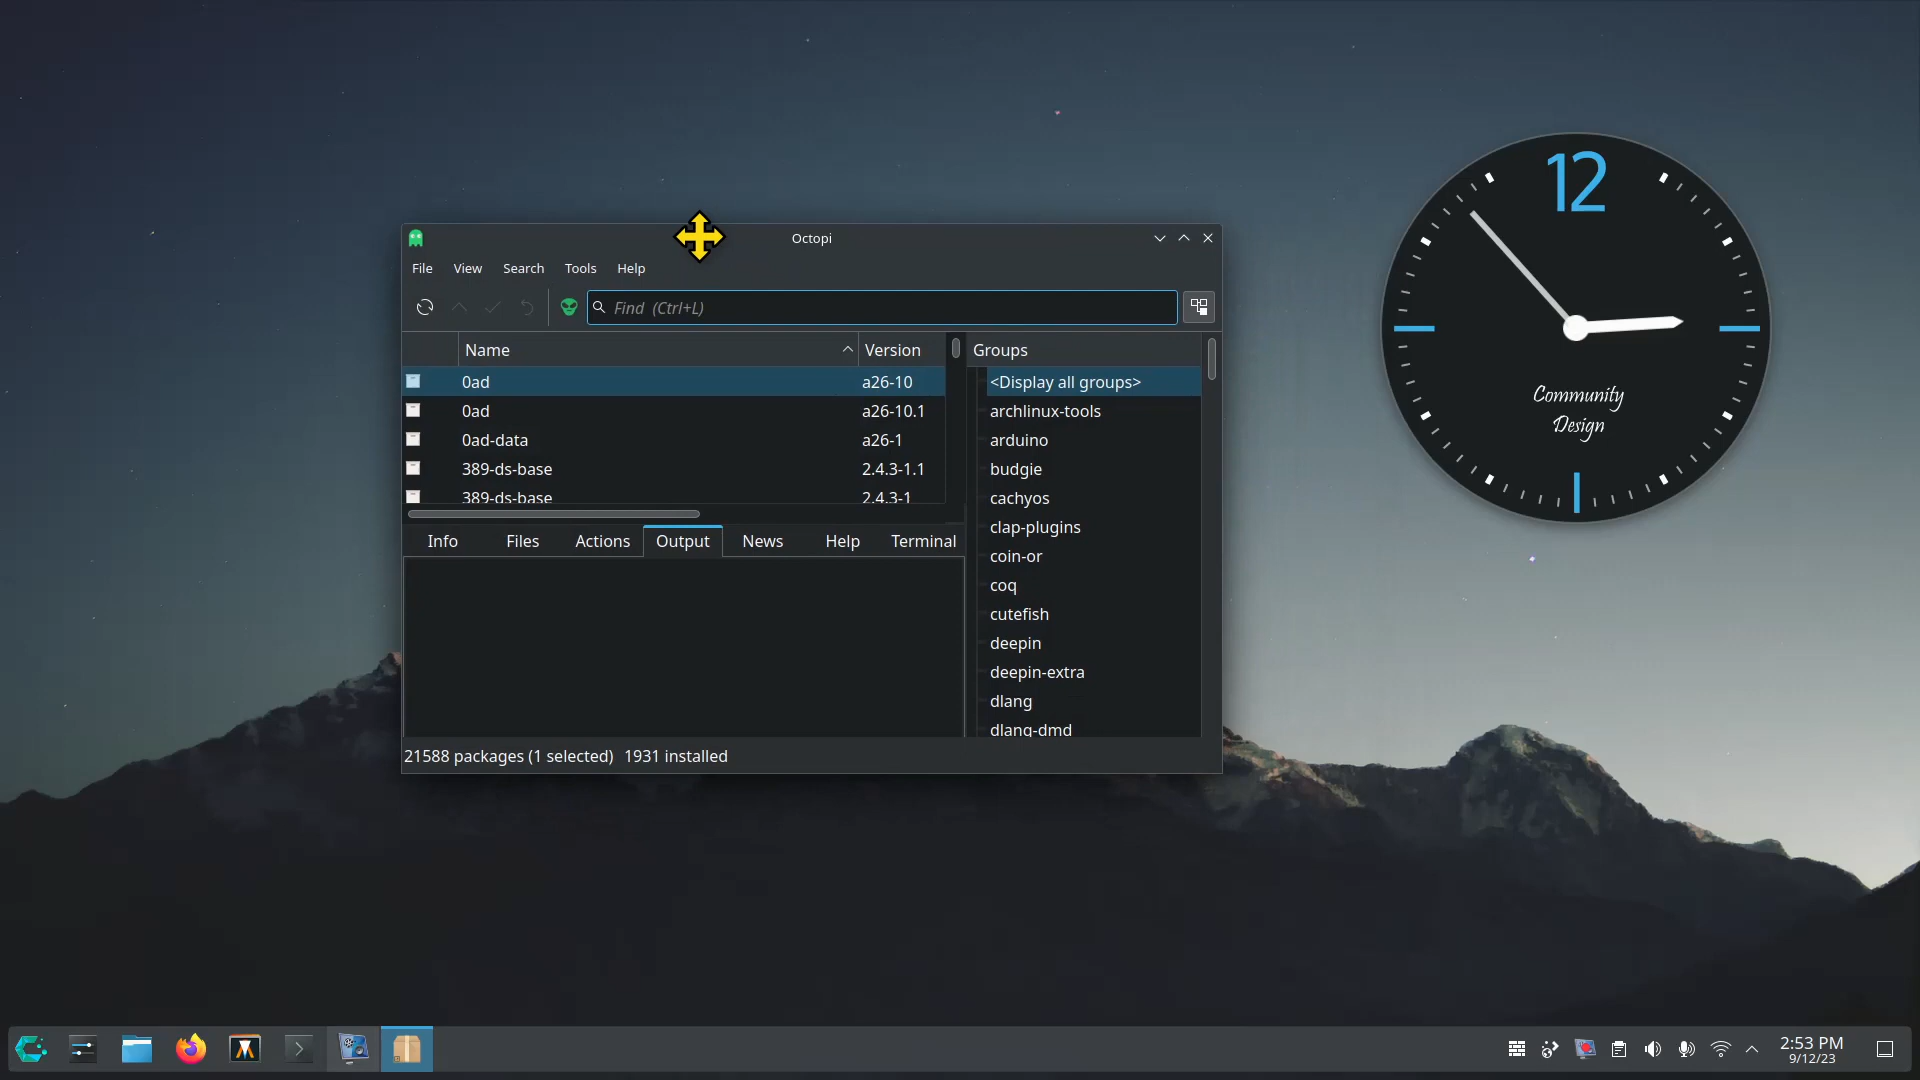 Octopi
File View Search Tools Help
Find (Ctrl+L)
Name Version
0ad a26-10
0ad a26-10.1
0ad-data a26-1
389-ds-base 2.4.3-1.1
389-ds-base 2.4.3-1
Groups
<Display all groups>
archlinux-tools
arduino
budgie
cachyos
clap-plugins
coin-or
coq
cutefish
deepin
deepin-extra
dlang
dlang-dmd
Info Files Actions Output News Help Terminal
21588 packages (1 selected) 1931 installed
12
Community
Design
2:53 PM
9/12/23